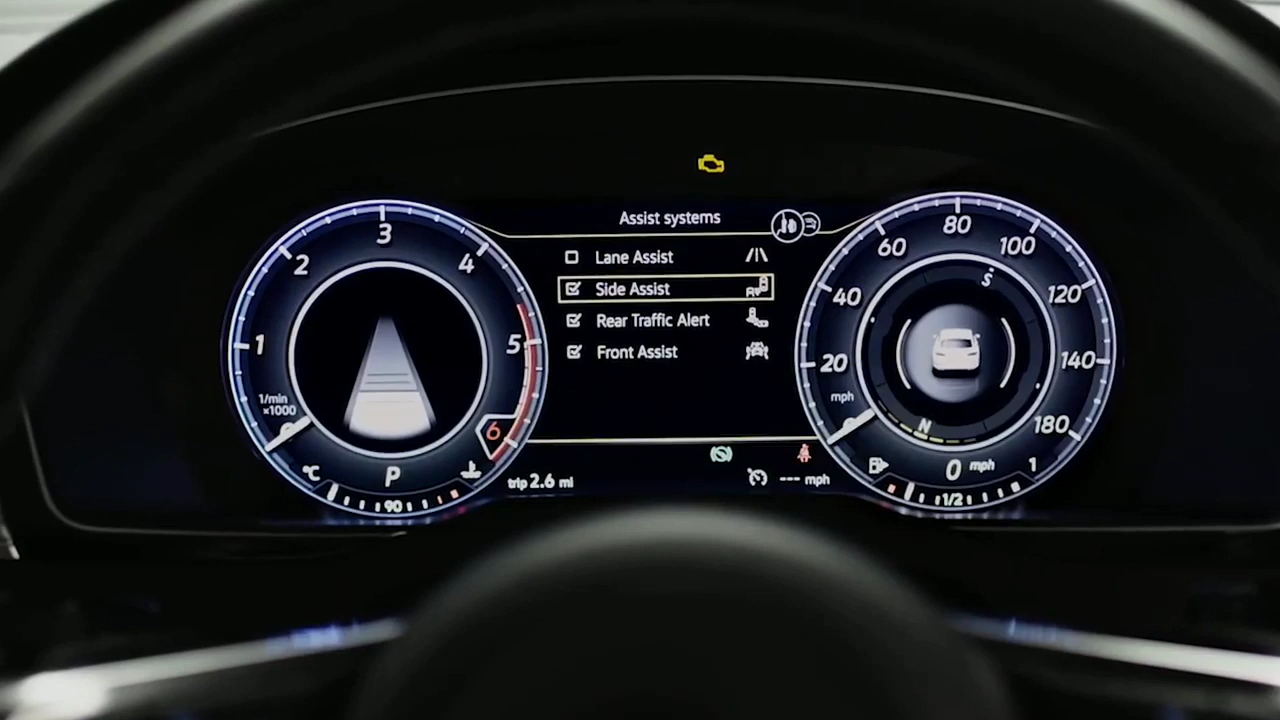 Assist systems
Lane Assist
Side Assist
Rear Traffic Alert
Front Assist
1
2
3
4
5
6
1/min
x1000
0
°C
P
90
trip 2.6 mi
--- mph
20
40
60
80
100
120
140
180
mph
0
S
N
0 mph
1/2
1